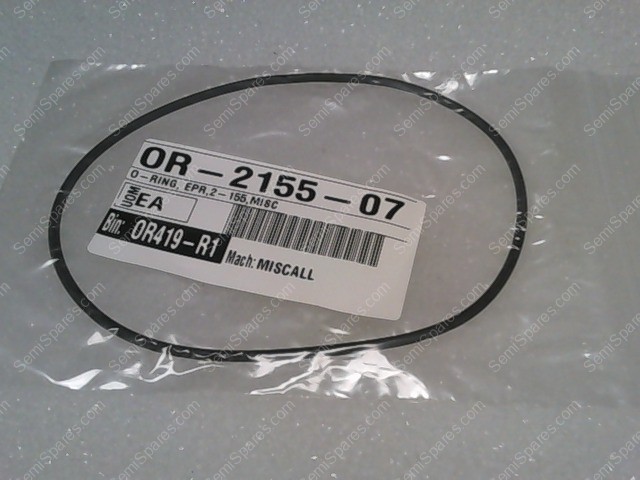 OR-2155-07
O-RING, EPR,2-155,MISC
UOM EA
Bin: OR419-R1
Mach: MISCALL
SemiSpares.com